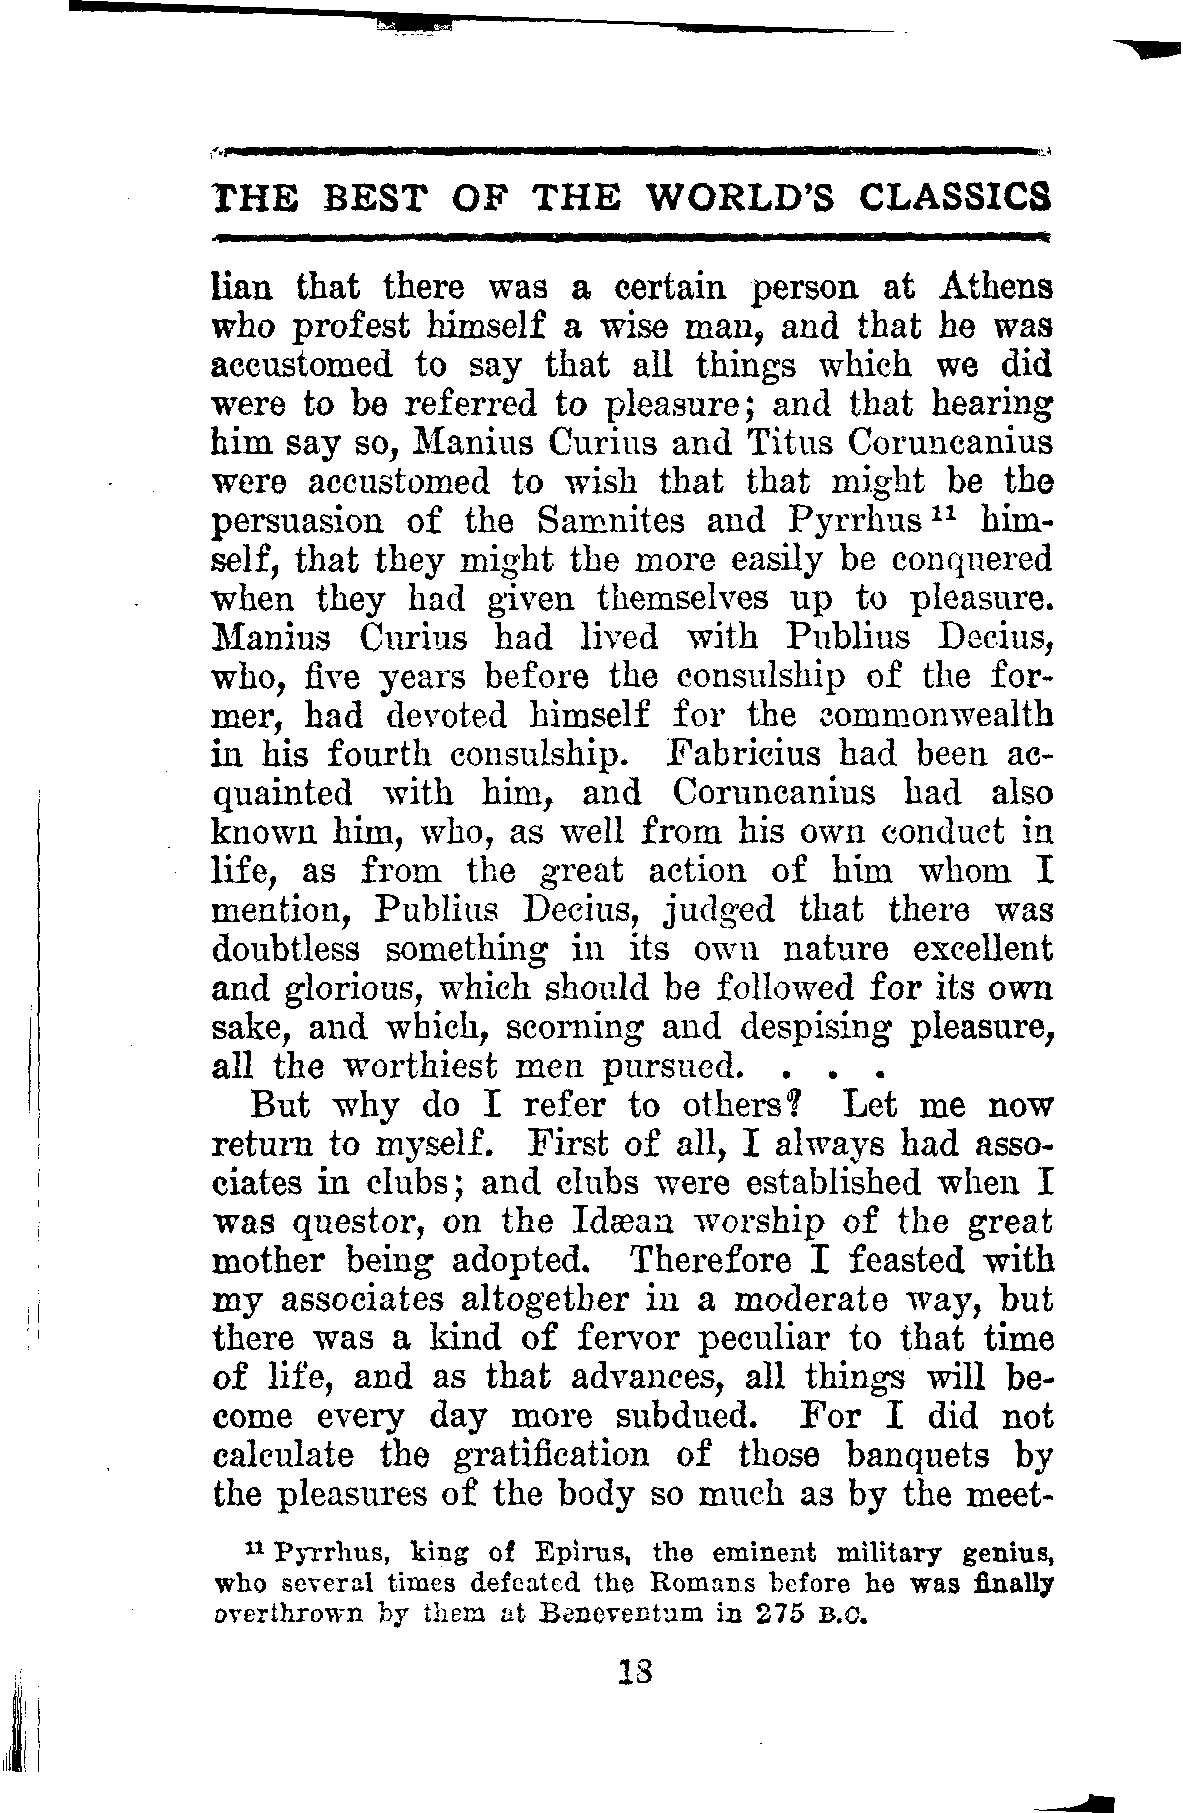 THE BEST OF THE WORLD'S CLASSICS
lian that there was a certain person at Athens
who profest himself a wise man, and that he was
accustomed to say that all things which we did
were to be referred to pleasure; and that hearing
him say so, Manius Curius and Titus Coruncanius
were accustomed to wish that that might be the
persuasion of the Samnites and Pyrrhus¹¹ him-
self, that they might the more easily be conquered
when they had given themselves up to pleasure.
Manius Curius had lived with Publius Decius,
who, five years before the consulship of the for-
mer, had devoted himself for the commonwealth
in his fourth consulship. Fabricius had been ac-
quainted with him, and Coruncanius had also
known him, who, as well from his own conduct in
life, as from the great action of him whom I
mention, Publius Decius, judged that there was
doubtless something in its own nature excellent
and glorious, which should be followed for its own
sake, and which, scorning and despising pleasure,
all the worthiest men pursued. . . .
But why do I refer to others? Let me now
return to myself. First of all, I always had asso-
ciates in clubs; and clubs were established when I
was questor, on the Idæan worship of the great
mother being adopted. Therefore I feasted with
my associates altogether in a moderate way, but
there was a kind of fervor peculiar to that time
of life, and as that advances, all things will be-
come every day more subdued. For I did not
calculate the gratification of those banquets by
the pleasures of the body so much as by the meet-
¹¹ Pyrrhus, king of Epirus, the eminent military genius,
who several times defeated the Romans before he was finally
overthrown by them at Beneventum in 275 B.C.
18